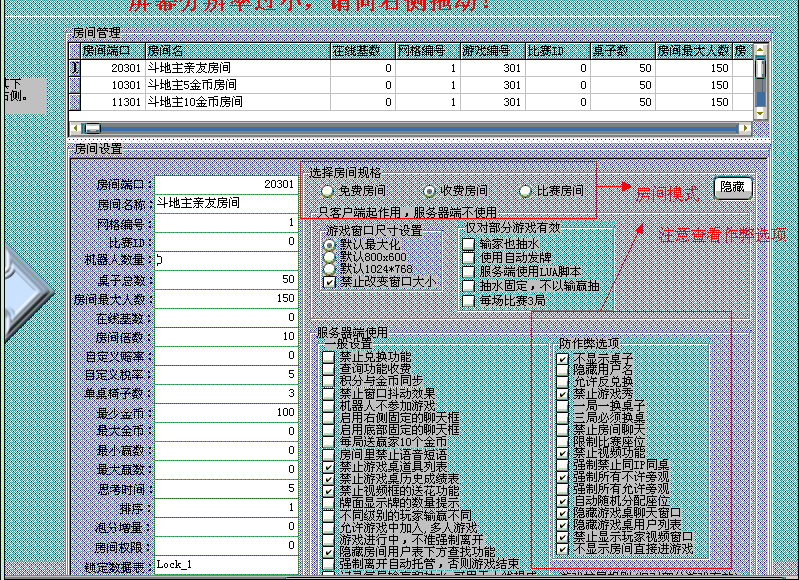 屏幕分辨率过小，请向右侧拖动！
其下
右侧。
房间管理
房间端口 房间名 在线基数 网格编号 游戏编号 比赛ID 桌子数 房间最大人数 房
20301 斗地主亲友房间 0 1 301 0 50 150
10301 斗地主5金币房间 0 1 301 0 50 150
11301 斗地主10金币房间 0 1 301 0 50 150
房间设置
房间端口： 20301
房间名称： 斗地主亲友房间
网格编号： 1
比赛ID： 0
机器人数量： 0
桌子总数： 50
房间最大人数： 150
在线基数： 0
房间倍数： 10
自定义赔率： 0
自定义税率： 5
单桌椅子数： 3
最少金币： 100
最大金币： 0
最小赢数： 0
最大赢数： 0
思考时间： 5
排序： 1
泡分增量： 0
房间权限： 0
锁定数据表： Lock_1
选择房间规格
免费房间 收费房间 比赛房间
房间模式
隐藏
只客户端起作用，服务器端不使用
注意查看作弊选项
游戏窗口尺寸设置
默认最大化
默认800x600
默认1024*768
禁止改变窗口大小
仅对部分游戏有效
输家也抽水
使用自动发牌
服务端使用LUA脚本
抽水固定，不以输赢抽
每场比赛3局
服务器端使用
一般设置
禁止兑换功能
查询功能收费
积分与金币同步
禁止窗口抖动效果
机器人不参加游戏
启用右侧固定的聊天框
启用底部固定的聊天框
每局送赢家10个金币
房间里禁止语音短语
禁止游戏桌道具列表
禁止游戏桌历史成绩表
禁止视频框的送花功能
牌面显示牌的数量提示
不同级别的玩家输赢不同
允许游戏中加入,多人游戏
游戏进行中，不准强制离开
隐藏房间用户表下方查找功能
强制离开自动托管，否则游戏结束
防作弊选项
不显示桌子
隐藏用户名
允许反兑换
禁止游戏秀
一局一换桌子
三局必须换桌
禁止房间聊天
限制比赛座位
禁止视频功能
强制禁止同IP同桌
强制所有不许旁观
强制所有允许旁观
自动随机分配座位
隐藏游戏桌聊天窗口
隐藏游戏桌用户列表
禁止显示玩家视频窗口
不显示房间直接进游戏